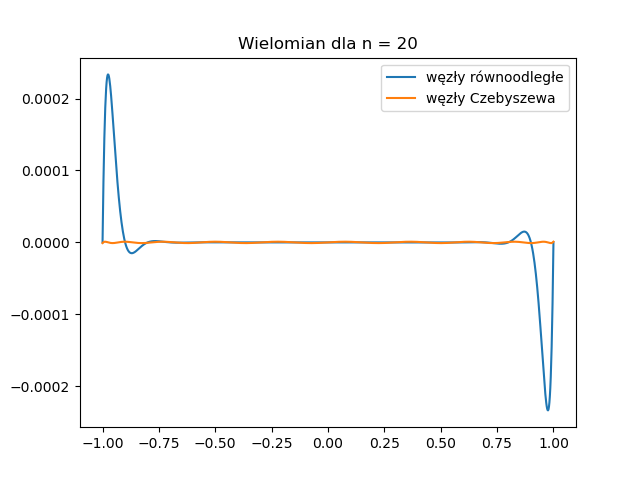 Wielomian dla n = 20
węzły równoodległe
węzły Czebyszewa
0.0002
0.0001
0.0000
−0.0001
−0.0002
−1.00 −0.75 −0.50 −0.25 0.00 0.25 0.50 0.75 1.00